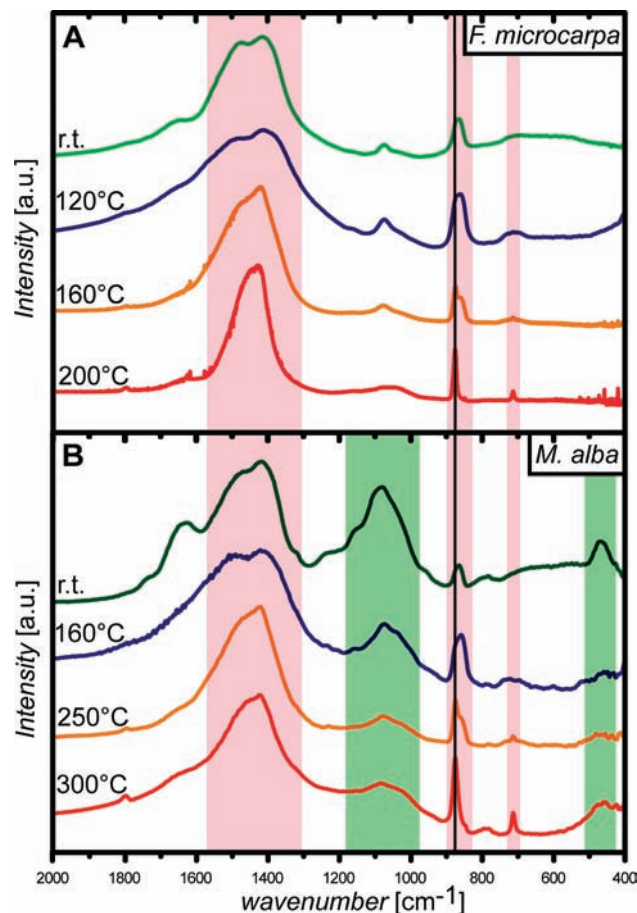 A
F. microcarpa
r.t.
120°C
160°C
200°C
Intensity [a.u.]
B
M. alba
r.t.
160°C
250°C
300°C
Intensity [a.u.]
2000 1800 1600 1400 1200 1000 800 600 400
wavenumber [cm⁻¹]